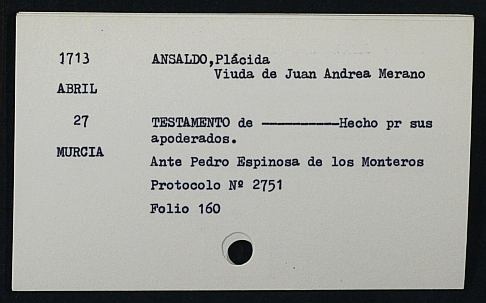 1713 ANSALDO,Plácida
Viuda de Juan Andrea Merano
ABRIL
27 TESTAMENTO de ----------Hecho pr sus
apoderados.
MURCIA
Ante Pedro Espinosa de los Monteros
Protocolo Nº 2751
Folio 160